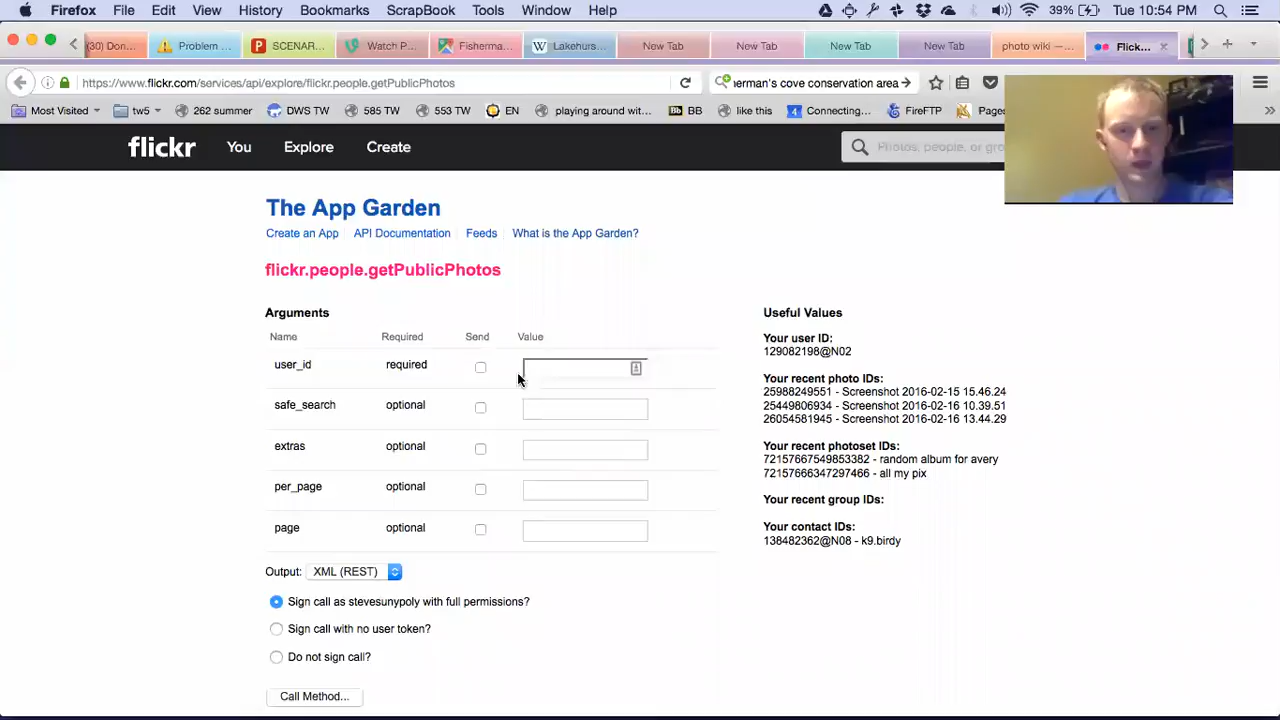 Firefox File Edit View History Bookmarks ScrapBook Tools Window Help 39% Tue 10:54 PM
(30) Don... Problem ... SCENAR... Watch P... Fisherma... Lakehurs... New Tab New Tab New Tab New Tab photo wiki —... Flick...
https://www.flickr.com/services/api/explore/flickr.people.getPublicPhotos erman's cove conservation area
Most Visited tw5 262 summer DWS TW 585 TW 553 TW EN playing around wit... Bb BB like this Connecting... FireFTP Pages
flickr You Explore Create Photos, people, or gro
The App Garden
Create an App API Documentation Feeds What is the App Garden?
flickr.people.getPublicPhotos
Arguments
Name Required Send Value
user_id required
safe_search optional
extras optional
per_page optional
page optional
Output: XML (REST)
Sign call as stevesunypoly with full permissions?
Sign call with no user token?
Do not sign call?
Call Method...
Useful Values
Your user ID:
129082198@N02
Your recent photo IDs:
25988249551 - Screenshot 2016-02-15 15.46.24
25449806934 - Screenshot 2016-02-16 10.39.51
26054581945 - Screenshot 2016-02-16 13.44.29
Your recent photoset IDs:
72157667549853382 - random album for avery
72157666347297466 - all my pix
Your recent group IDs:
Your contact IDs:
138482362@N08 - k9.birdy